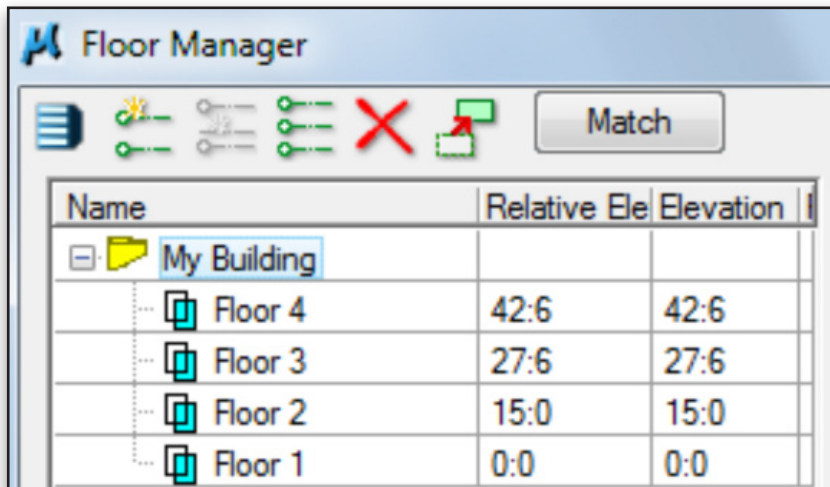 Floor Manager
Match
Name Relative Ele Elevation
My Building
Floor 4 42:6 42:6
Floor 3 27:6 27:6
Floor 2 15:0 15:0
Floor 1 0:0 0:0